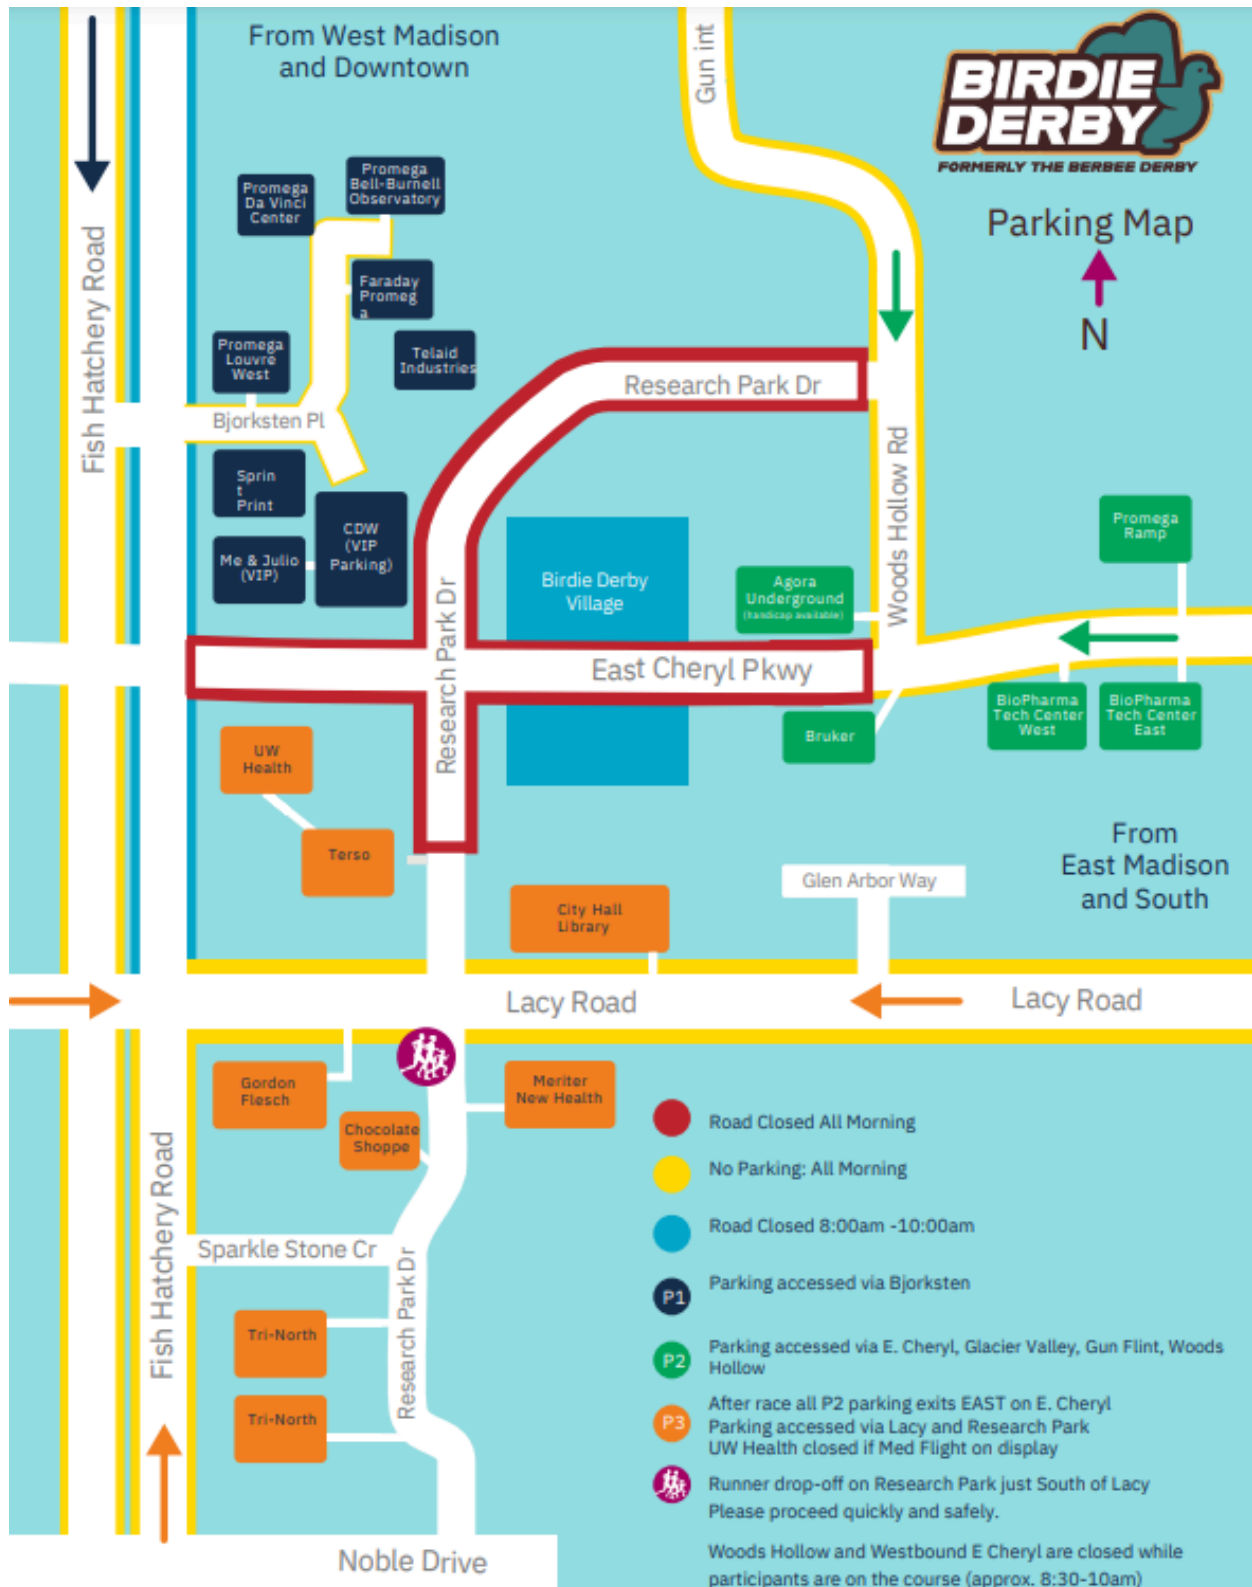 From West Madison
and Downtown
Gun int
BIRDIE
DERBY
FORMERLY THE BERBEE DERBY
Parking Map
N
Promega
Da Vinci
Center
Promega
Bell-Burnell
Observatory
Fish Hatchery Road
Faraday
Promeg
a
Promega
Louvre
West
Telaid
Industries
Research Park Dr
Bjorksten Pl
Woods Hollow Rd
Sprin
t
Print
CDW
(VIP
Parking)
Me & Julio
(VIP)
Promega
Ramp
Birdie Derby
Village
Agora
Underground
(handicap available)
Research Park Dr
East Cheryl Pkwy
BioPharma
Tech Center
West
BioPharma
Tech Center
East
Bruker
UW
Health
Terso
From
East Madison
and South
Glen Arbor Way
City Hall
Library
Lacy Road
Lacy Road
Gordon
Flesch
Meriter
New Health
Chocolate
Shoppe
Fish Hatchery Road
Sparkle Stone Cr
Research Park Dr
Tri-North
Tri-North
Noble Drive
Road Closed All Morning
No Parking: All Morning
Road Closed 8:00am -10:00am
P1
Parking accessed via Bjorksten
P2
Parking accessed via E. Cheryl, Glacier Valley, Gun Flint, Woods
Hollow
P3
After race all P2 parking exits EAST on E. Cheryl
Parking accessed via Lacy and Research Park
UW Health closed if Med Flight on display
Runner drop-off on Research Park just South of Lacy
Please proceed quickly and safely.
Woods Hollow and Westbound E Cheryl are closed while
participants are on the course (approx. 8:30-10am)